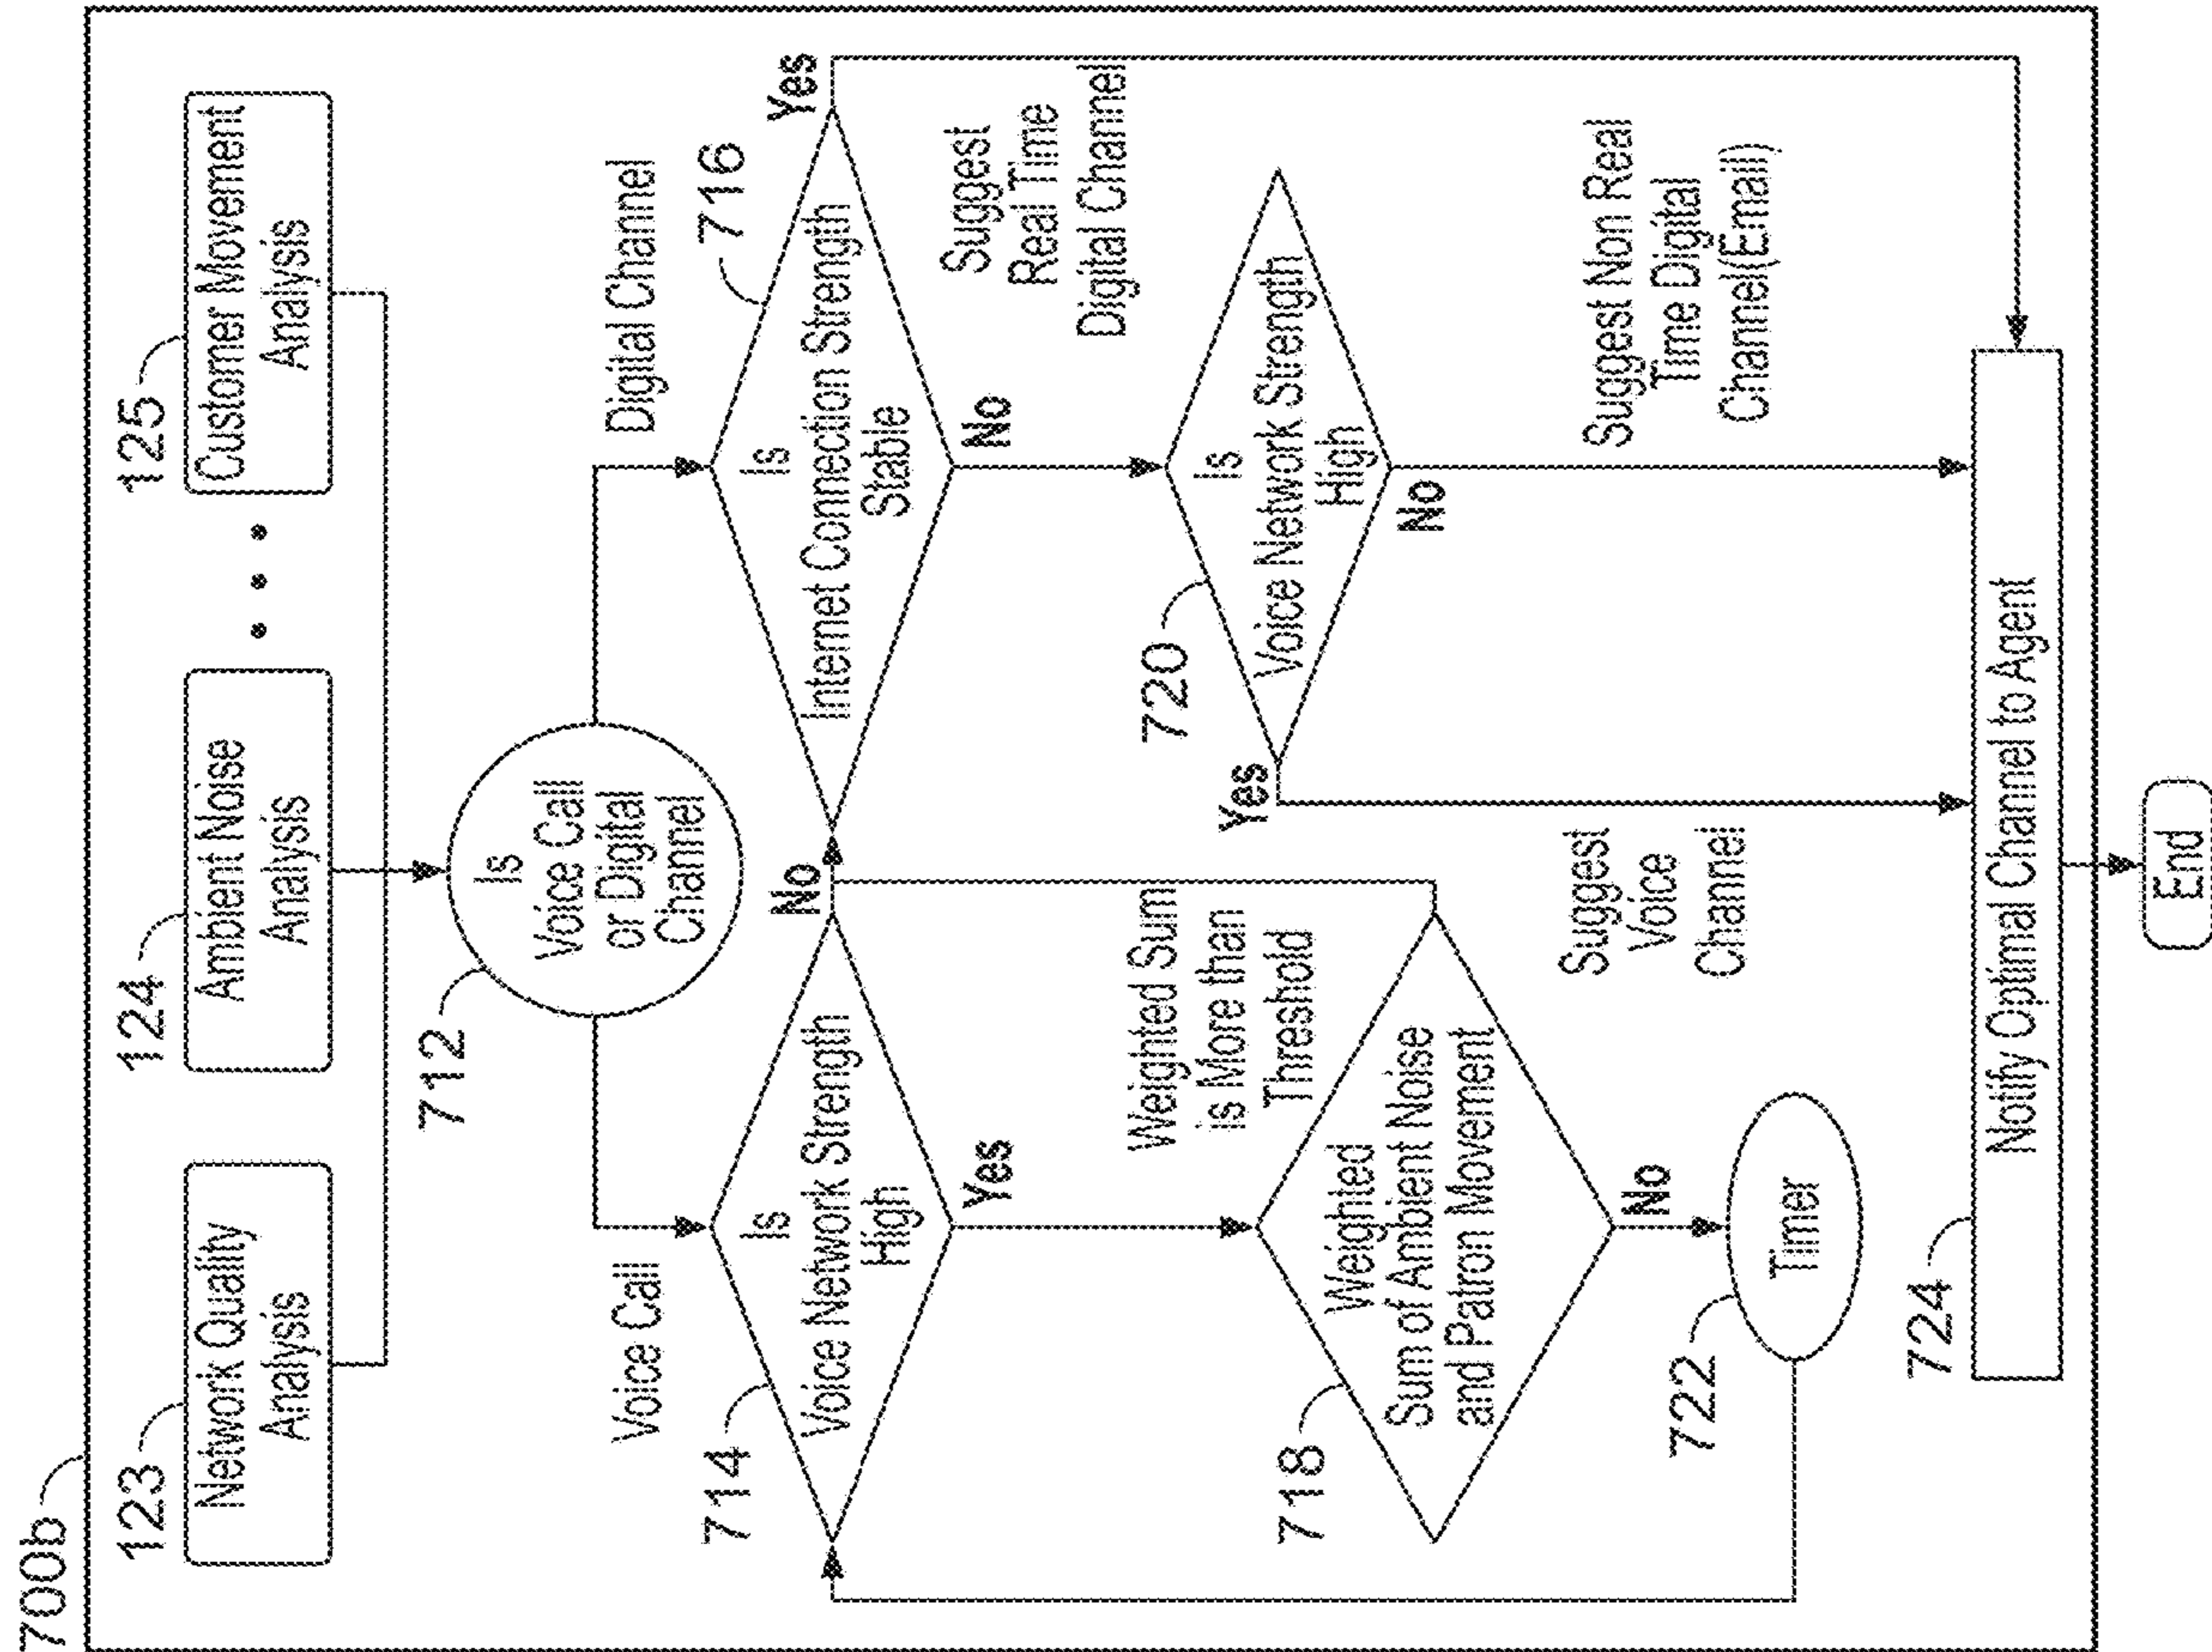 700b
123
Network Quality
Analysis
124
Ambient Noise
Analysis
125
Customer Movement
Analysis
712
Is
Voice Call
or Digital
Channel
Voice Call
Digital Channel
714
Is
Voice Network Strength
High
No
Yes
716
Is
Internet Connection Strength
Stable
Yes
No
Suggest
Real Time
Digital Channel
Weighted Sum
is More than
Threshold
718
Weighted
Sum of Ambient Noise
and Patron Movement
No
720
Is
Voice Network Strength
High
Yes
No
Suggest
Voice
Channel
Suggest Non Real
Time Digital
Channel(Email)
722
Timer
724
Notify Optimal Channel to Agent
End